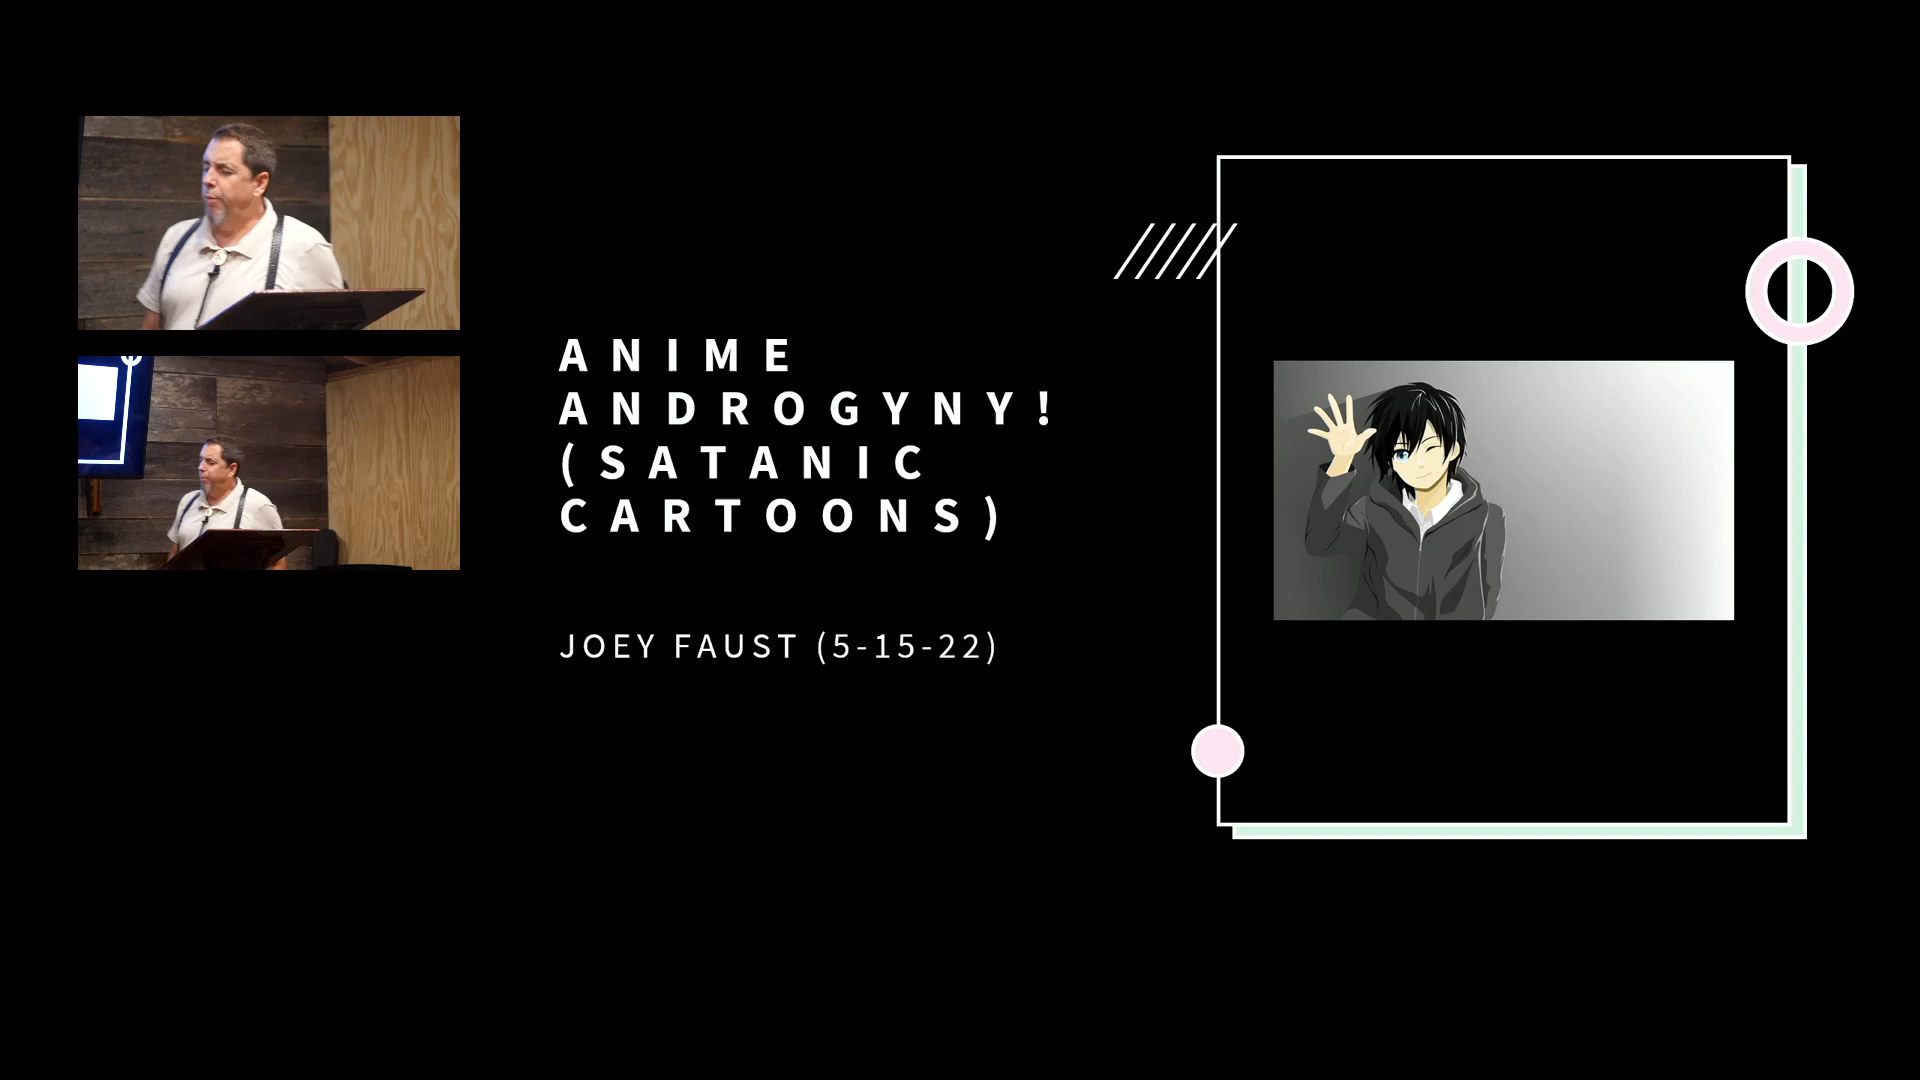 ANIME
ANDROGYNY!
(SATANIC
CARTOONS)
JOEY FAUST (5-15-22)